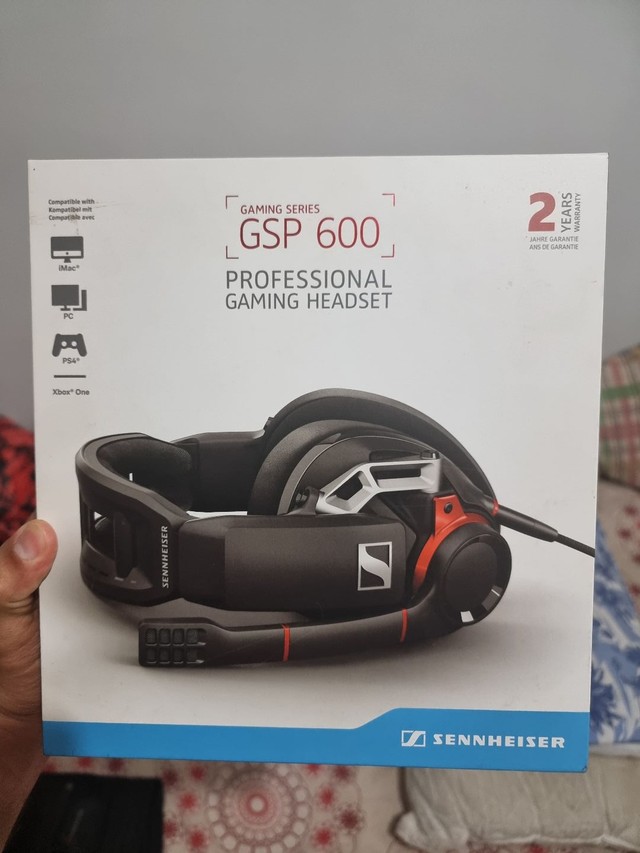 Compatible with
Kompatibel mit
Compatible avec
iMac®
PC
PS4®
Xbox® One
GAMING SERIES
GSP 600
PROFESSIONAL
GAMING HEADSET
2 YEARS
WARRANTY
JAHRE GARANTIE
ANS DE GARANTIE
SENNHEISER
SENNHEISER